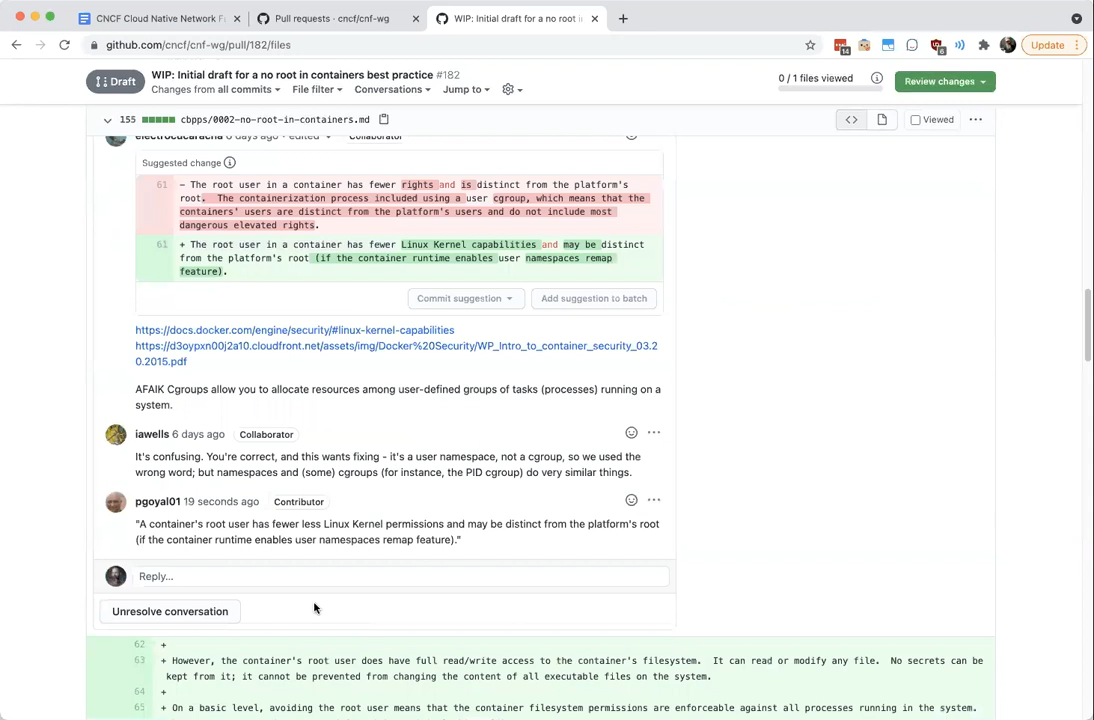 CNCF Cloud Native Network F
Pull requests · cncf/cnf-wg
WIP: Initial draft for a no root i
github.com/cncf/cnf-wg/pull/182/files
14
6
Update
Draft
WIP: Initial draft for a no root in containers best practice #182
Changes from all commits
File filter
Conversations
Jump to
0 / 1 files viewed
Review changes
155
cbpps/0002-no-root-in-containers.md
Viewed
electrocucaracha 6 days ago · edited
Collaborator
Suggested change
61 - The root user in a container has fewer rights and is distinct from the platform's
root. The containerization process included using a user cgroup, which means that the
containers' users are distinct from the platform's users and do not include most
dangerous elevated rights.
61 + The root user in a container has fewer Linux Kernel capabilities and may be distinct
from the platform's root (if the container runtime enables user namespaces remap
feature).
Commit suggestion
Add suggestion to batch
https://docs.docker.com/engine/security/#linux-kernel-capabilities
https://d3oypxn00j2a10.cloudfront.net/assets/img/Docker%20Security/WP_Intro_to_container_security_03.2
0.2015.pdf
AFAIK Cgroups allow you to allocate resources among user-defined groups of tasks (processes) running on a
system.
iawells 6 days ago
Collaborator
It's confusing. You're correct, and this wants fixing - it's a user namespace, not a cgroup, so we used the
wrong word; but namespaces and (some) cgroups (for instance, the PID cgroup) do very similar things.
pgoyal01 19 seconds ago
Contributor
"A container's root user has fewer less Linux Kernel permissions and may be distinct from the platform's root
(if the container runtime enables user namespaces remap feature)."
Reply...
Unresolve conversation
62 +
63 + However, the container's root user does have full read/write access to the container's filesystem. It can read or modify any file. No secrets can be
kept from it; it cannot be prevented from changing the content of all executable files on the system.
64 +
65 + On a basic level, avoiding the root user means that the container filesystem permissions are enforceable against all processes running in the system.